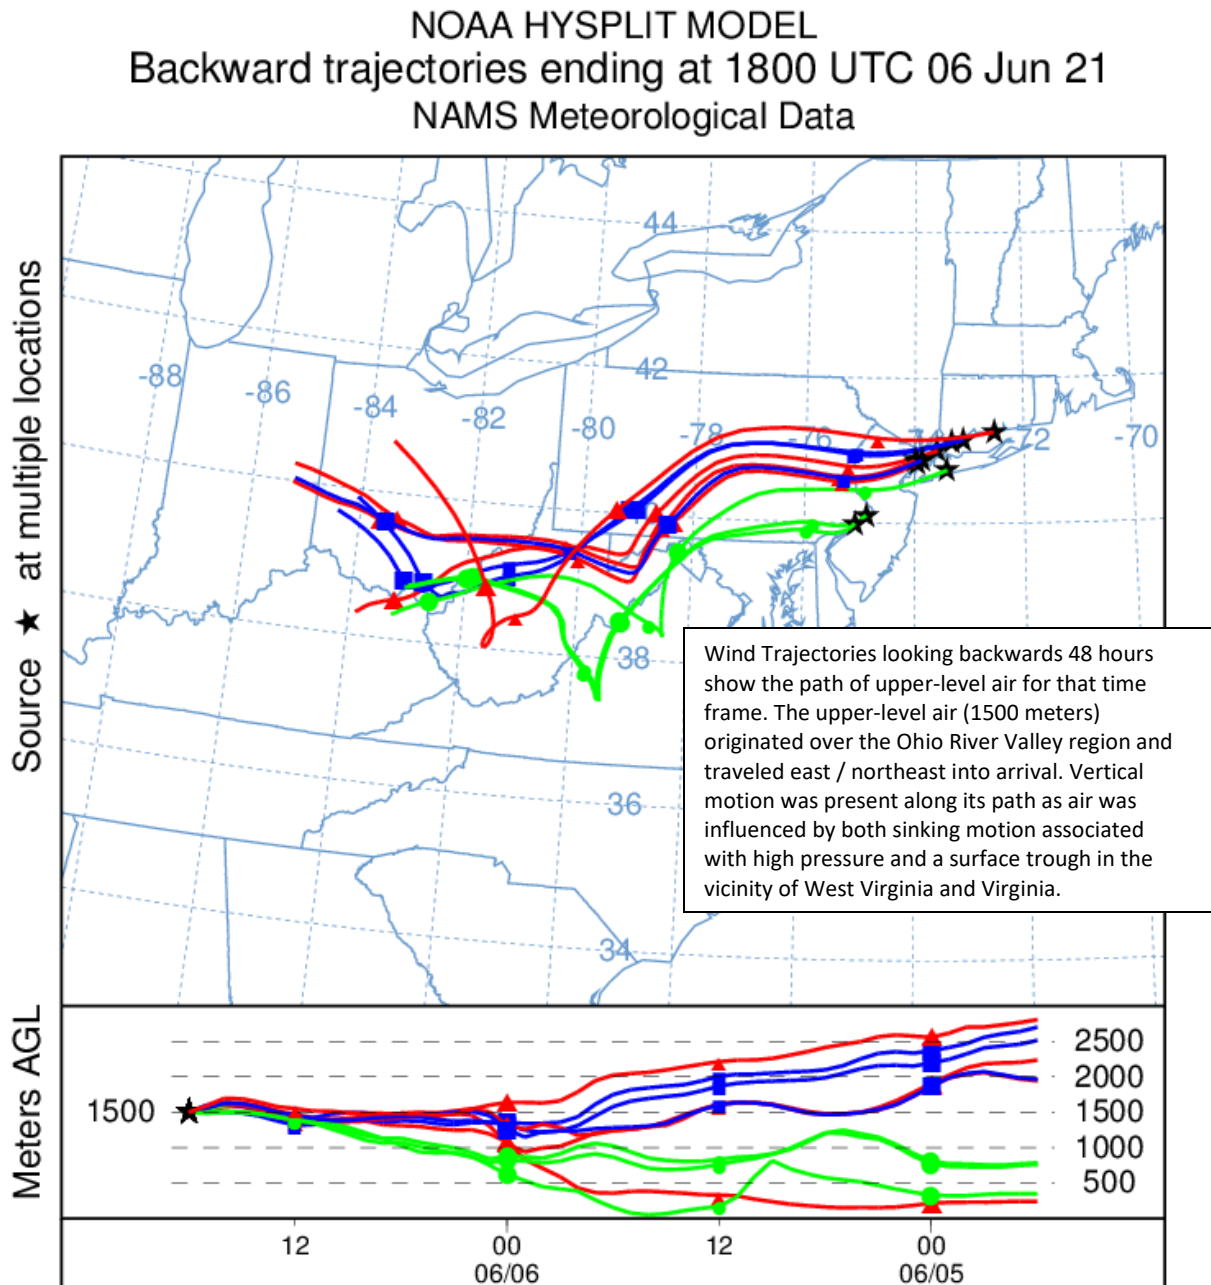 NOAA HYSPLIT MODEL
Backward trajectories ending at 1800 UTC 06 Jun 21
NAMS Meteorological Data
Source ★ at multiple locations
44
42
-88
-86
-84
-82
-80
-78
-76
-72
-70
38
36
34
Wind Trajectories looking backwards 48 hours
show the path of upper-level air for that time
frame. The upper-level air (1500 meters)
originated over the Ohio River Valley region and
traveled east / northeast into arrival. Vertical
motion was present along its path as air was
influenced by both sinking motion associated
with high pressure and a surface trough in the
vicinity of West Virginia and Virginia.
Meters AGL
1500
2500
2000
1500
1000
500
12
00
12
00
06/06
06/05